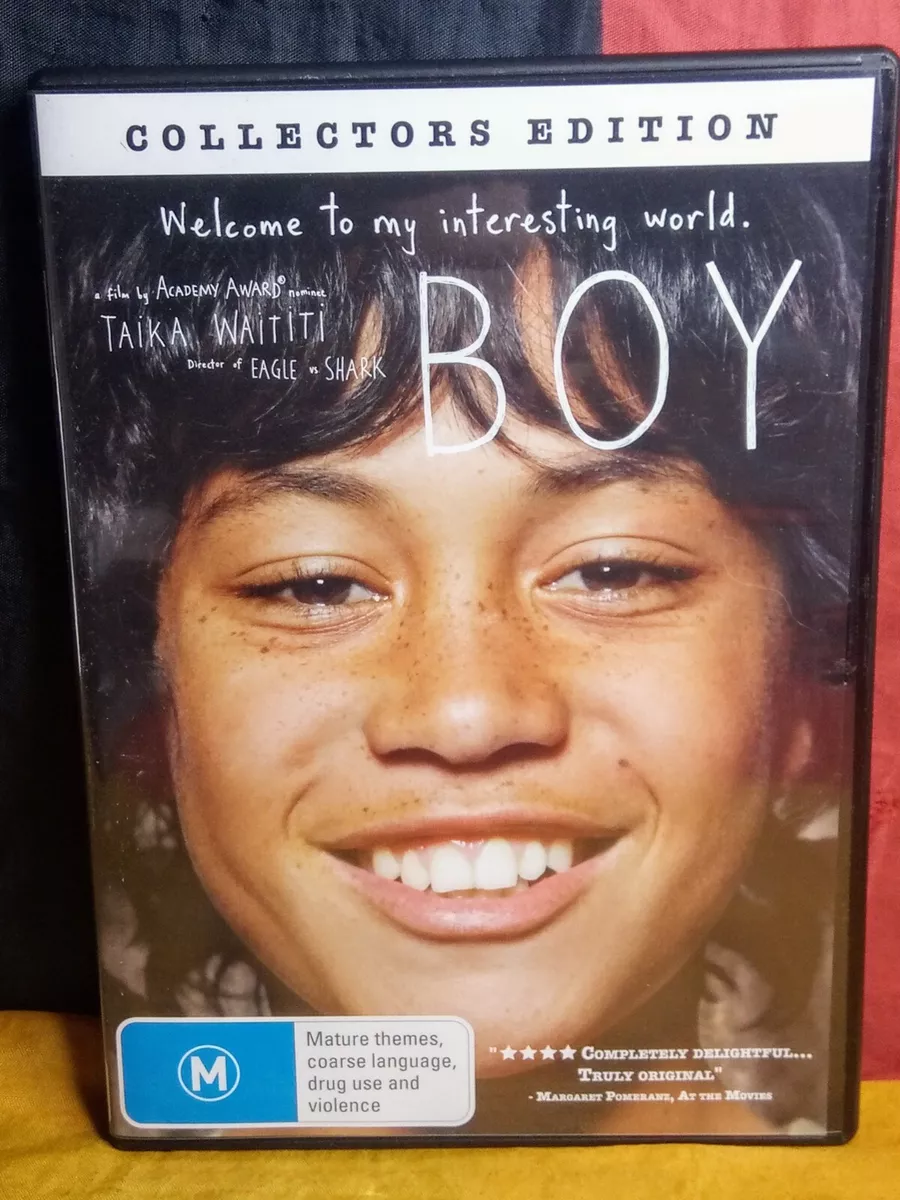 COLLECTORS EDITION
Welcome to my interesting world.
a film by ACADEMY AWARD® nominee
TAIKA WAITITI
Director of EAGLE vs SHARK
BOY
M
Mature themes,
coarse language,
drug use and
violence
"★★★★ COMPLETELY DELIGHTFUL...
TRULY ORIGINAL"
- MARGARET POMERANZ, AT THE MOVIES